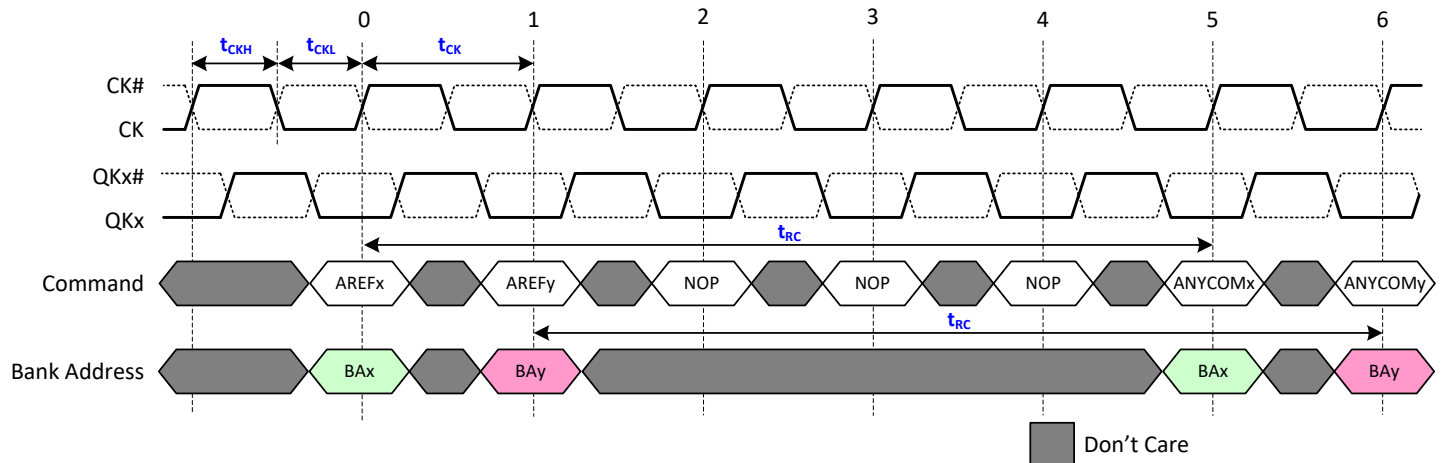 0 1 2 3 4 5 6
tCKH tCKL tCK
CK#
CK
QKx#
QKx
tRC
Command AREFx AREFy NOP NOP NOP ANYCOMx ANYCOMy
tRC
Bank Address BAx BAy BAx BAy
Don't Care